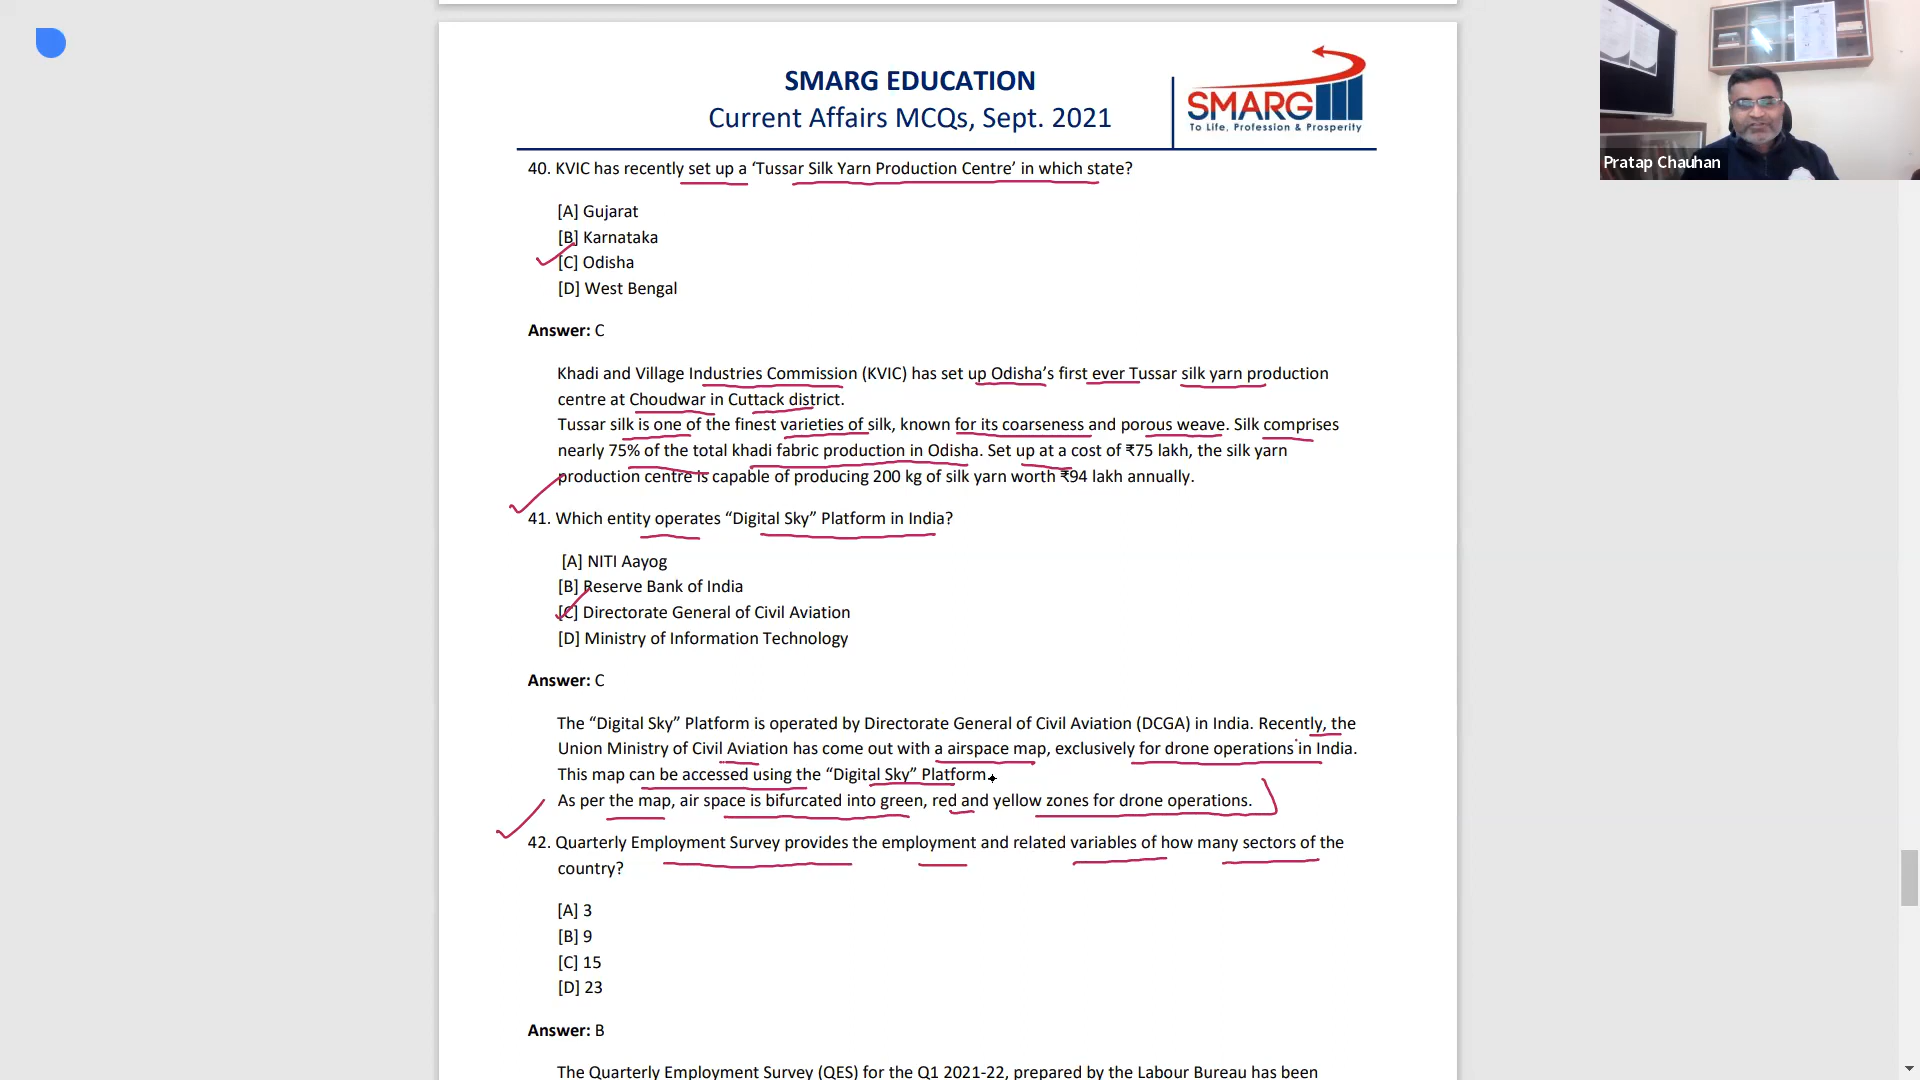 SMARG EDUCATION
Current Affairs MCQs, Sept. 2021
SMARG
To Life, Profession & Prosperity
Pratap Chauhan
40. KVIC has recently set up a ‘Tussar Silk Yarn Production Centre’ in which state?
[A] Gujarat
[B] Karnataka
[C] Odisha
[D] West Bengal
Answer: C
Khadi and Village Industries Commission (KVIC) has set up Odisha’s first ever Tussar silk yarn production
centre at Choudwar in Cuttack district.
Tussar silk is one of the finest varieties of silk, known for its coarseness and porous weave. Silk comprises
nearly 75% of the total khadi fabric production in Odisha. Set up at a cost of ₹75 lakh, the silk yarn
production centre is capable of producing 200 kg of silk yarn worth ₹94 lakh annually.
41. Which entity operates “Digital Sky” Platform in India?
[A] NITI Aayog
[B] Reserve Bank of India
[C] Directorate General of Civil Aviation
[D] Ministry of Information Technology
Answer: C
The “Digital Sky” Platform is operated by Directorate General of Civil Aviation (DCGA) in India. Recently, the
Union Ministry of Civil Aviation has come out with a airspace map, exclusively for drone operations in India.
This map can be accessed using the “Digital Sky” Platform.
As per the map, air space is bifurcated into green, red and yellow zones for drone operations.
42. Quarterly Employment Survey provides the employment and related variables of how many sectors of the
country?
[A] 3
[B] 9
[C] 15
[D] 23
Answer: B
The Quarterly Employment Survey (QES) for the Q1 2021-22, prepared by the Labour Bureau has been